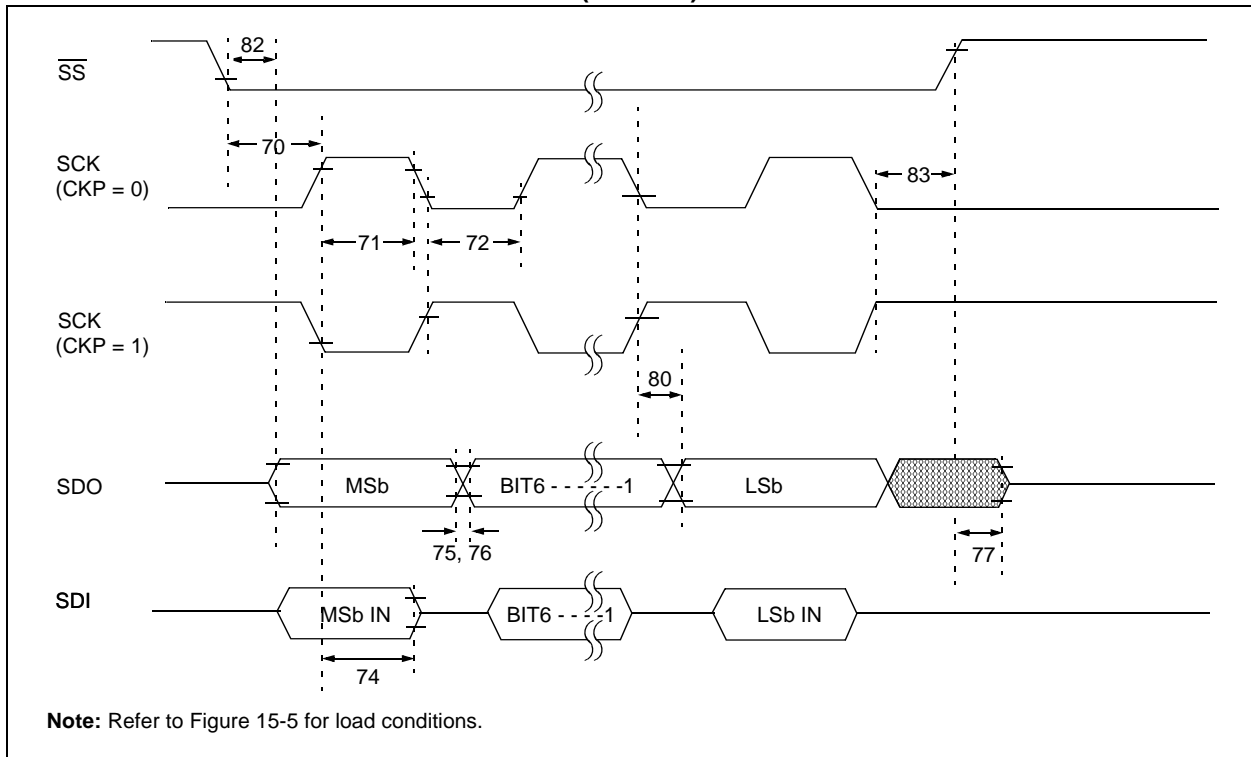 82
SS
70
SCK
(CKP = 0)
83
71
72
SCK
(CKP = 1)
80
SDO
MSb
BIT6 - - - - - -1
LSb
75, 76
77
SDI
MSb IN
BIT6 - - - -1
LSb IN
74
Note: Refer to Figure 15-5 for load conditions.